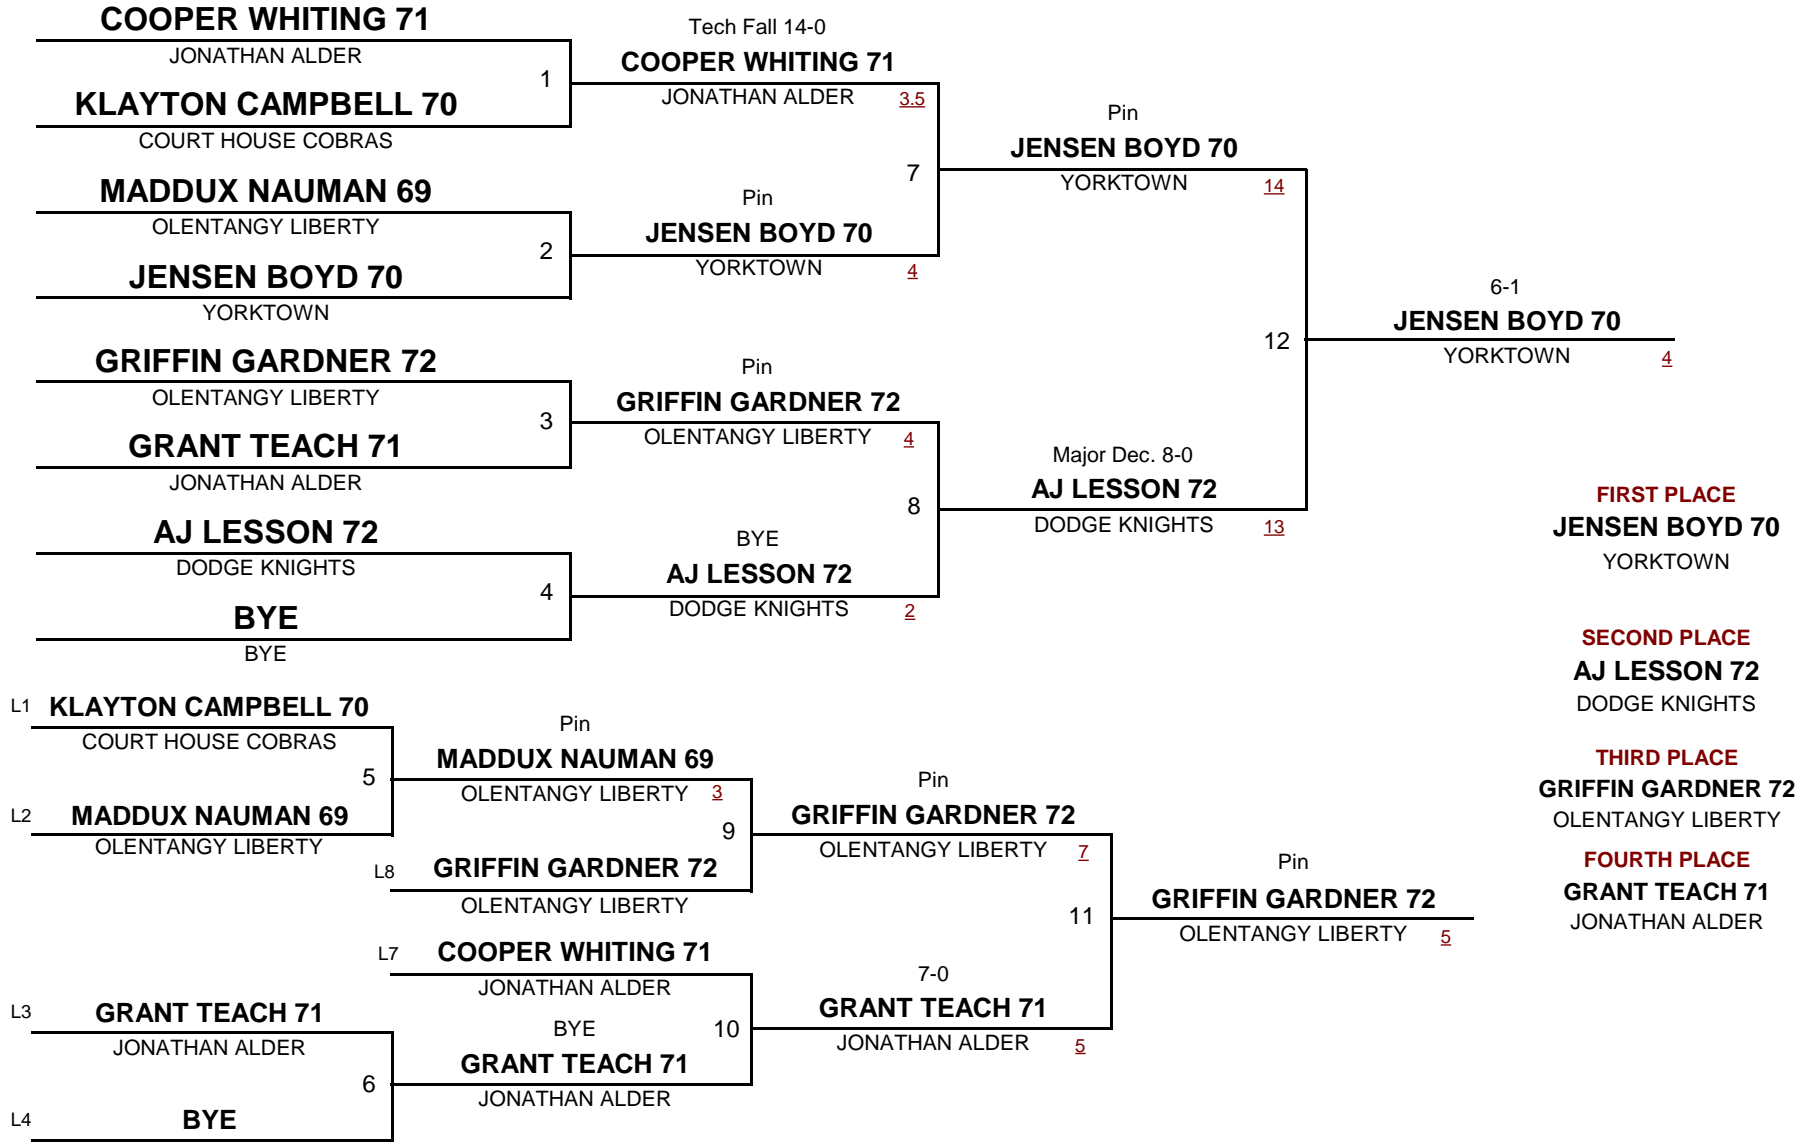 COOPER WHITING 71
JONATHAN ALDER
1
KLAYTON CAMPBELL 70
COURT HOUSE COBRAS
MADDUX NAUMAN 69
OLENTANGY LIBERTY
2
JENSEN BOYD 70
YORKTOWN
GRIFFIN GARDNER 72
OLENTANGY LIBERTY
3
GRANT TEACH 71
JONATHAN ALDER
AJ LESSON 72
DODGE KNIGHTS
4
BYE
BYE
Tech Fall 14-0
COOPER WHITING 71
JONATHAN ALDER 3.5
7
Pin
JENSEN BOYD 70
YORKTOWN 4
Pin
GRIFFIN GARDNER 72
OLENTANGY LIBERTY 4
8
BYE
AJ LESSON 72
DODGE KNIGHTS 2
Pin
JENSEN BOYD 70
YORKTOWN 14
12
Major Dec. 8-0
AJ LESSON 72
DODGE KNIGHTS 13
6-1
JENSEN BOYD 70
YORKTOWN 4
FIRST PLACE
JENSEN BOYD 70
YORKTOWN
SECOND PLACE
AJ LESSON 72
DODGE KNIGHTS
THIRD PLACE
GRIFFIN GARDNER 72
OLENTANGY LIBERTY
FOURTH PLACE
GRANT TEACH 71
JONATHAN ALDER
L1 KLAYTON CAMPBELL 70
COURT HOUSE COBRAS
5
L2 MADDUX NAUMAN 69
OLENTANGY LIBERTY
L3 GRANT TEACH 71
JONATHAN ALDER
6
L4 BYE
Pin
MADDUX NAUMAN 69
OLENTANGY LIBERTY 3
9
L8 GRIFFIN GARDNER 72
OLENTANGY LIBERTY
L7 COOPER WHITING 71
JONATHAN ALDER
BYE 10
GRANT TEACH 71
JONATHAN ALDER
Pin
GRIFFIN GARDNER 72
OLENTANGY LIBERTY 7
11
7-0
GRANT TEACH 71
JONATHAN ALDER 5
Pin
GRIFFIN GARDNER 72
OLENTANGY LIBERTY 5